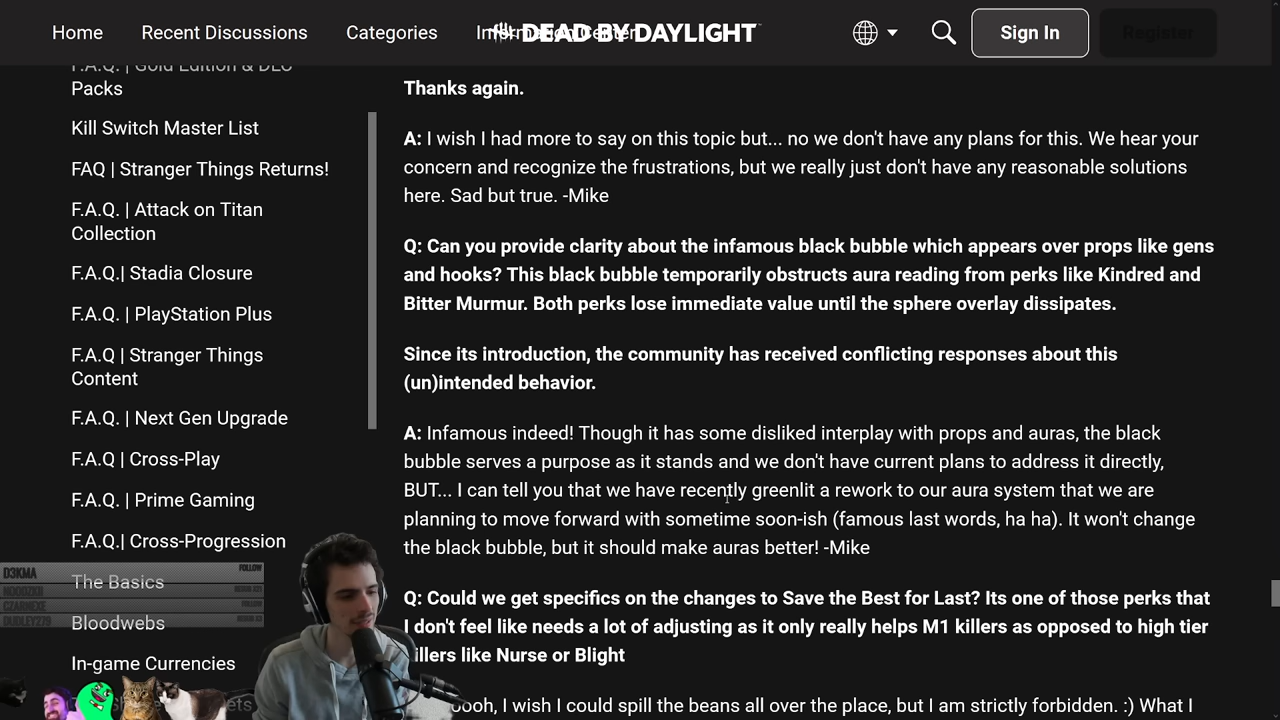 Home
Recent Discussions
Categories
DEAD BY DAYLIGHT
Sign In
Register
F.A.Q. | Gold Edition & DLC
Packs
Kill Switch Master List
FAQ | Stranger Things Returns!
F.A.Q. | Attack on Titan
Collection
F.A.Q.| Stadia Closure
F.A.Q. | PlayStation Plus
F.A.Q | Stranger Things
Content
F.A.Q. | Next Gen Upgrade
F.A.Q | Cross-Play
F.A.Q. | Prime Gaming
F.A.Q.| Cross-Progression
The Basics
Bloodwebs
In-game Currencies
D3KMA
FOLLOW
Thanks again.
A: I wish I had more to say on this topic but... no we don't have any plans for this. We hear your
concern and recognize the frustrations, but we really just don't have any reasonable solutions
here. Sad but true. -Mike
Q: Can you provide clarity about the infamous black bubble which appears over props like gens
and hooks? This black bubble temporarily obstructs aura reading from perks like Kindred and
Bitter Murmur. Both perks lose immediate value until the sphere overlay dissipates.
Since its introduction, the community has received conflicting responses about this
(un)intended behavior.
A: Infamous indeed! Though it has some disliked interplay with props and auras, the black
bubble serves a purpose as it stands and we don't have current plans to address it directly,
BUT... I can tell you that we have recently greenlit a rework to our aura system that we are
planning to move forward with sometime soon-ish (famous last words, ha ha). It won't change
the black bubble, but it should make auras better! -Mike
Q: Could we get specifics on the changes to Save the Best for Last? Its one of those perks that
I don't feel like needs a lot of adjusting as it only really helps M1 killers as opposed to high tier
killers like Nurse or Blight
I wish I could spill the beans all over the place, but I am strictly forbidden. :) What I